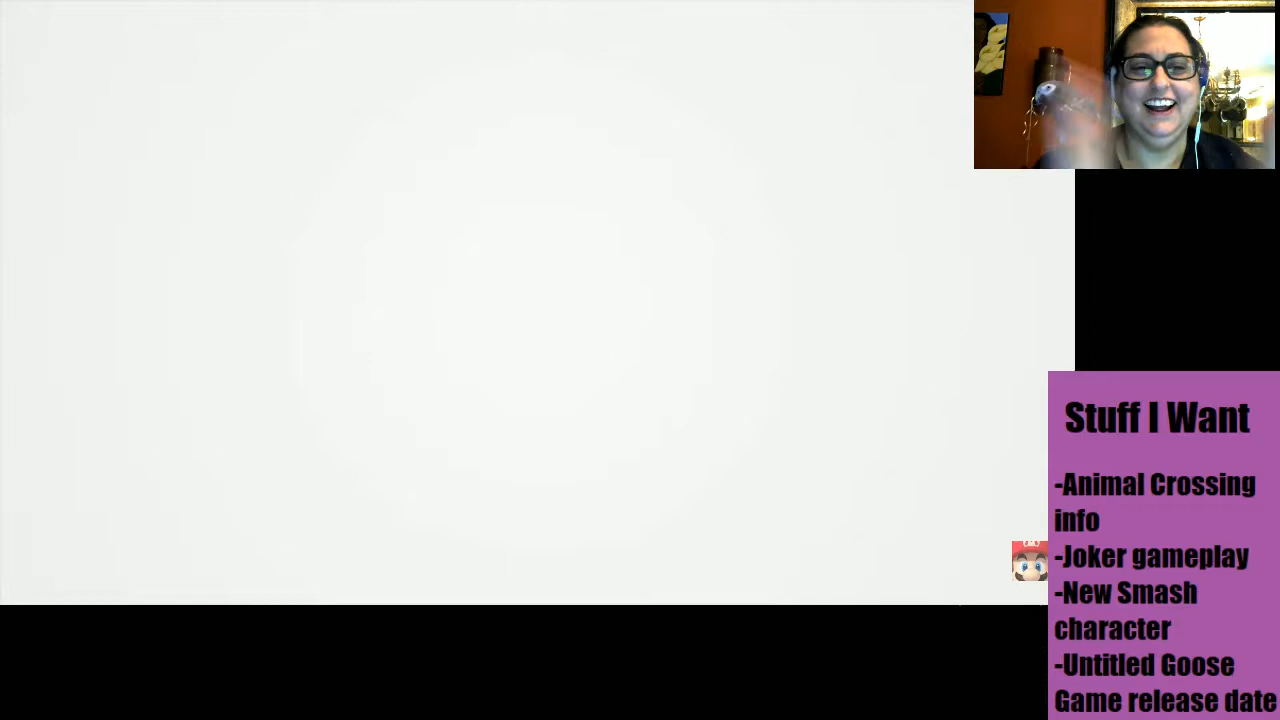 Stuff I Want
-Animal Crossing
info
-Joker gameplay
-New Smash
character
-Untitled Goose
Game release date